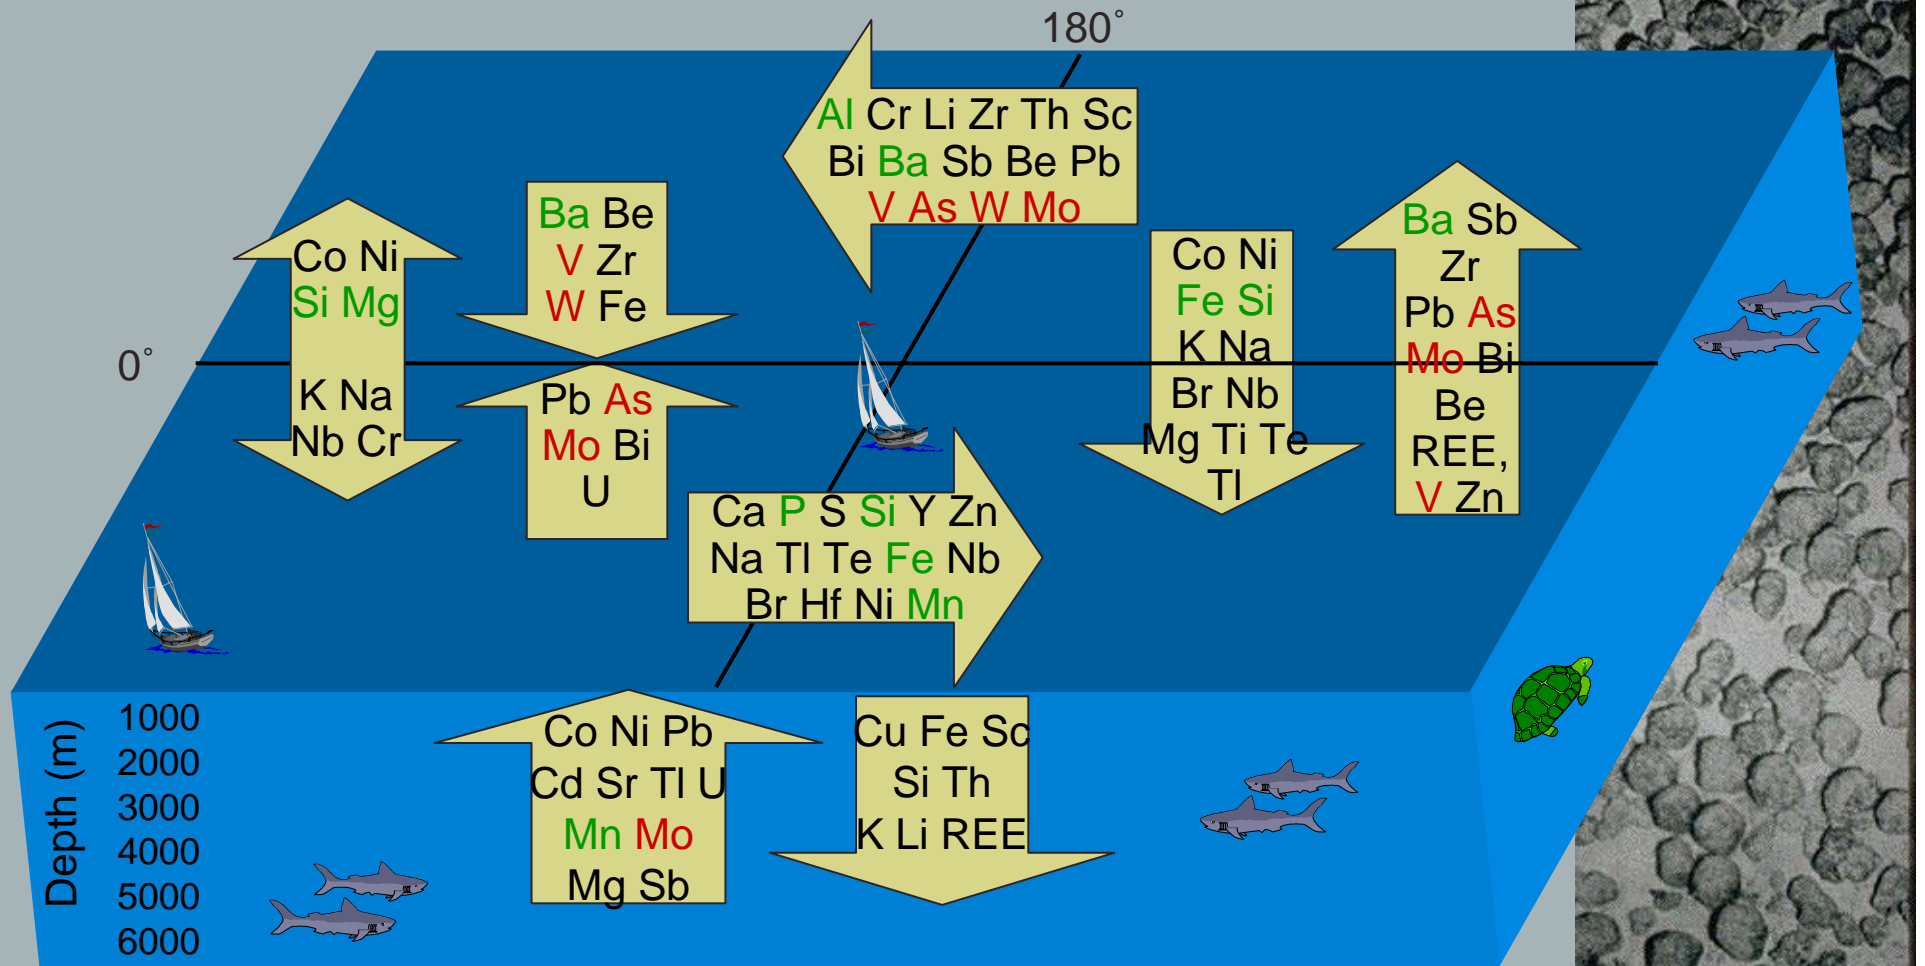 180°
Al Cr Li Zr Th Sc
Bi Ba Sb Be Pb
V As W Mo
Co Ni
Si Mg
K Na
Nb Cr
Ba Be
V Zr
W Fe
Pb As
Mo Bi
U
Co Ni
Fe Si
K Na
Br Nb
Mg Ti Te
Tl
Ba Sb
Zr
Pb As
Mo Bi
Be
REE,
V Zn
0°
Ca P S Si Y Zn
Na Tl Te Fe Nb
Br Hf Ni Mn
Co Ni Pb
Cd Sr Tl U
Mn Mo
Mg Sb
Cu Fe Sc
Si Th
K Li REE
Depth (m)
1000
2000
3000
4000
5000
6000